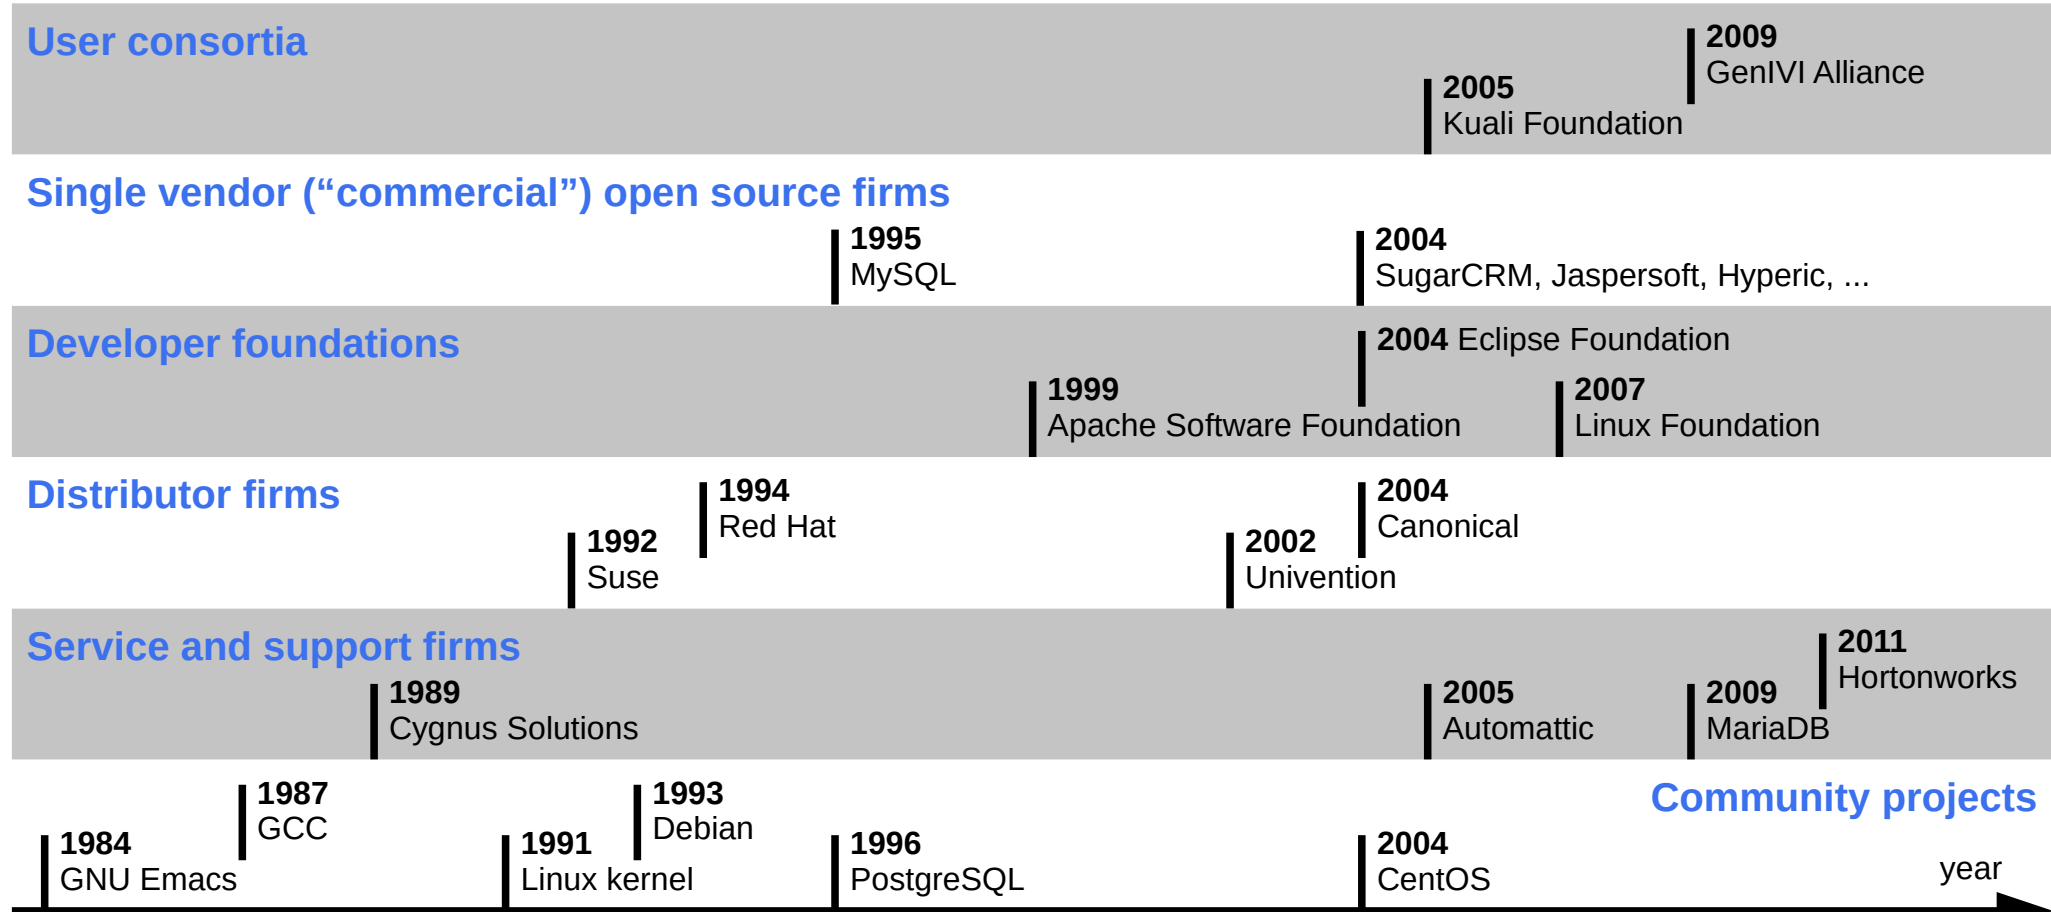 User consortia
2009
GenIVI Alliance
2005
Kuali Foundation
Single vendor (“commercial”) open source firms
1995
MySQL
2004
SugarCRM, Jaspersoft, Hyperic, ...
Developer foundations
2004 Eclipse Foundation
1999
Apache Software Foundation
2007
Linux Foundation
Distributor firms
1994
Red Hat
2004
Canonical
1992
Suse
2002
Univention
Service and support firms
2011
Hortonworks
1989
Cygnus Solutions
2005
Automattic
2009
MariaDB
Community projects
1987
GCC
1993
Debian
1984
GNU Emacs
1991
Linux kernel
1996
PostgreSQL
2004
CentOS
year